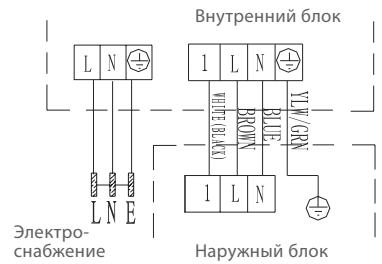 Внутренний блок
L N
1 L N
WHITE (BLACK)
BROWN
BLUE
YLW/GRN
L N E
1 L N
Электро-
снабжение
Наружный блок